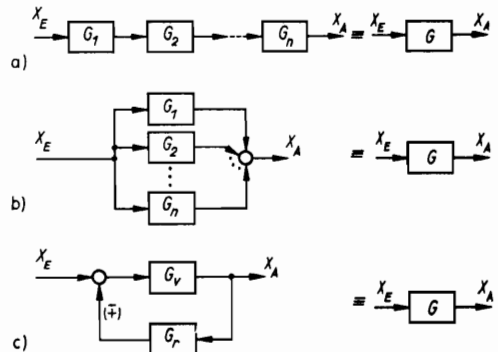 X_E G_1 G_2 G_n X_A ≡ X_E G X_A
a)
G_1
X_E G_2 X_A ≡ X_E G X_A
G_n
b)
X_E G_v X_A
(∓) ≡ X_E G X_A
c) G_r